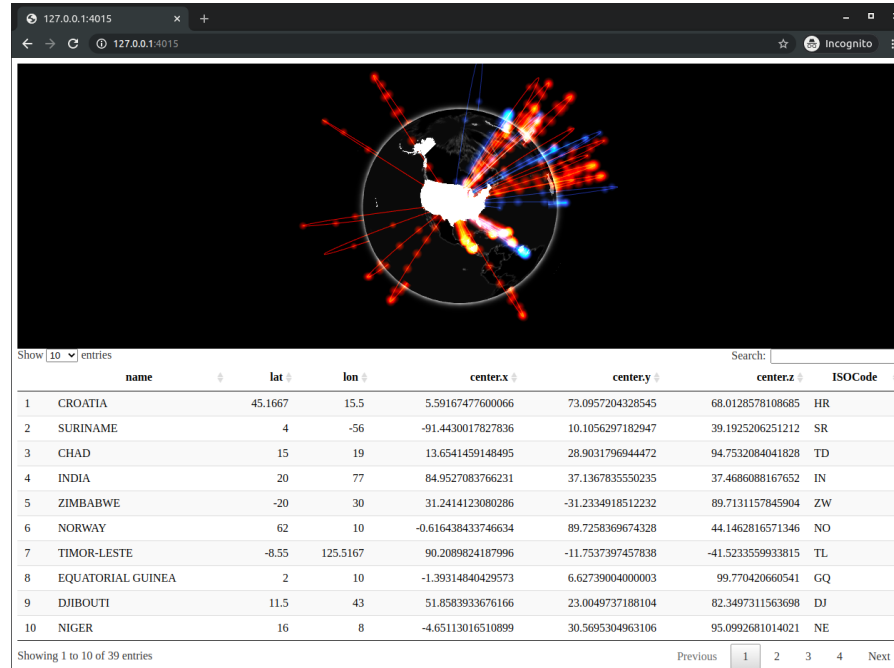 127.0.0.1:4015
127.0.0.1:4015 Incognito
Show 10 entries Search:
name lat lon center.x center.y center.z ISOCode
1 CROATIA 45.1667 15.5 5.59167477600066 73.0957204328545 68.0128578108685 HR
2 SURINAME 4 -56 -91.4430017827836 10.1056297182947 39.1925206251212 SR
3 CHAD 15 19 13.6541459148495 28.9031796944472 94.7532084041828 TD
4 INDIA 20 77 84.9527083766231 37.1367835550235 37.4686088167652 IN
5 ZIMBABWE -20 30 31.2414123080286 -31.2334918512232 89.7131157845904 ZW
6 NORWAY 62 10 -0.616438433746634 89.7258369674328 44.1462816571346 NO
7 TIMOR-LESTE -8.55 125.5167 90.2089824187996 -11.7537397457838 -41.5233559933815 TL
8 EQUATORIAL GUINEA 2 10 -1.39314840429573 6.62739004000003 99.770420660541 GQ
9 DJIBOUTI 11.5 43 51.8583933676166 23.0049737188104 82.3497311563698 DJ
10 NIGER 16 8 -4.65113016510899 30.5695304963106 95.0992681014021 NE
Showing 1 to 10 of 39 entries Previous 1 2 3 4 Next